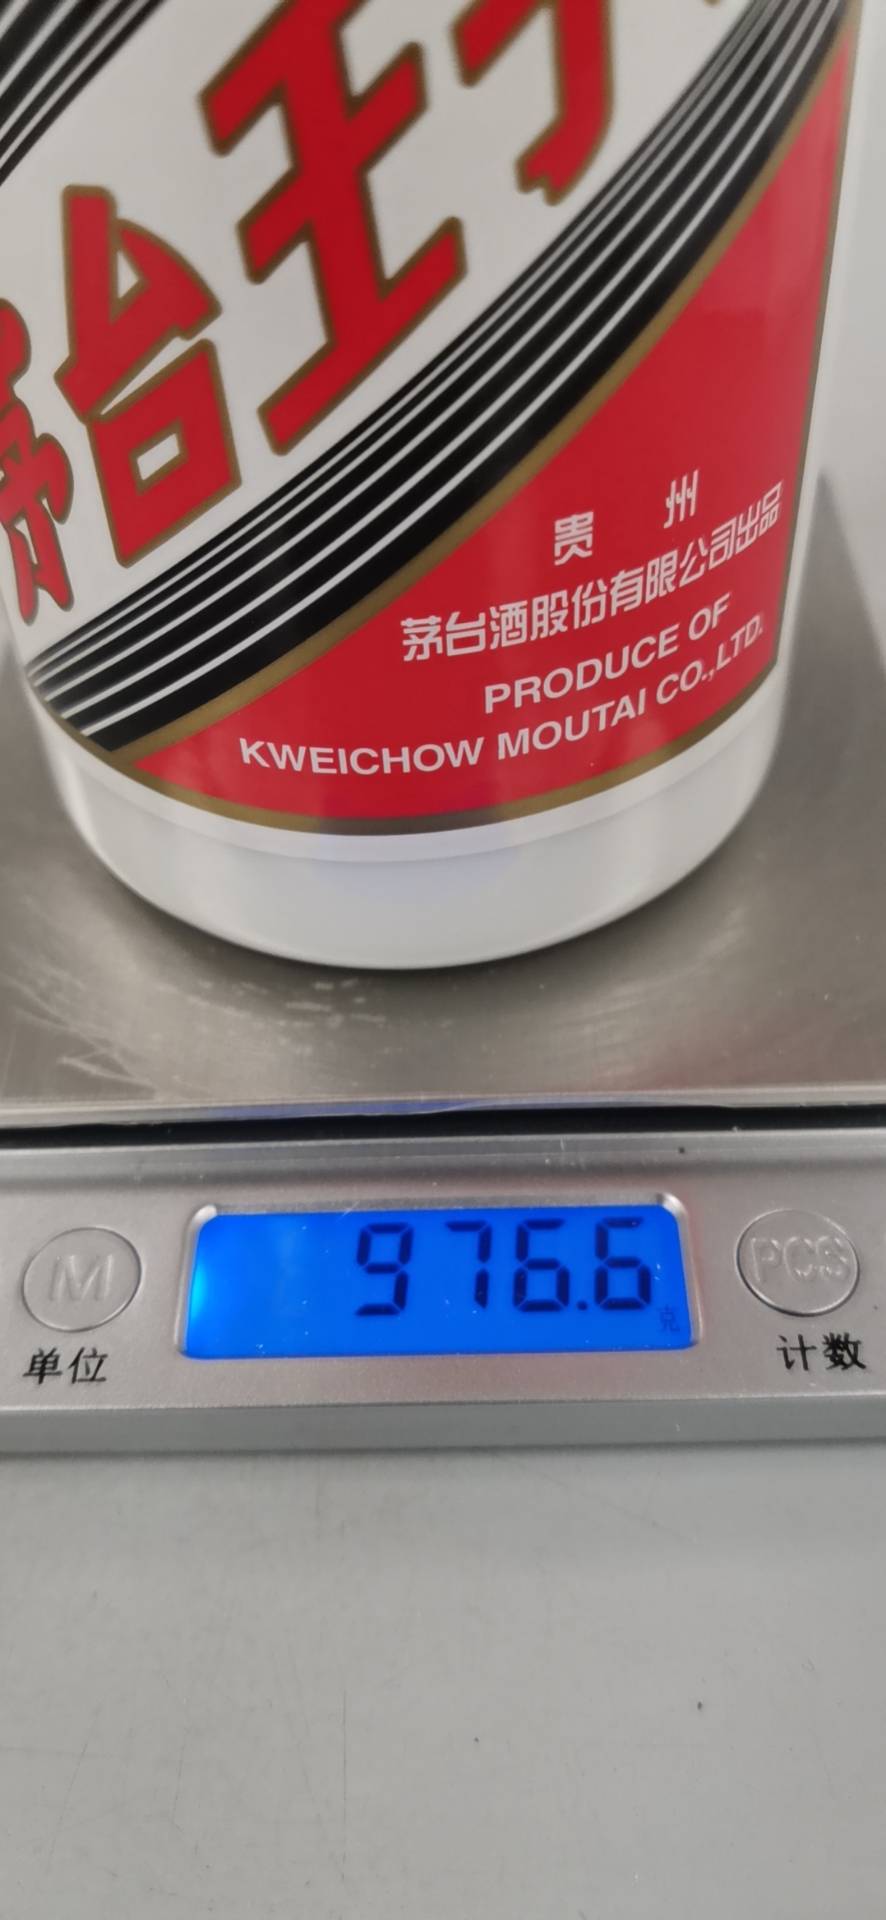 茅台王子
贵 州
茅台酒股份有限公司出品
PRODUCE OF
KWEICHOW MOUTAI CO.,LTD.
976.6
克
M
单位
PCS
计数